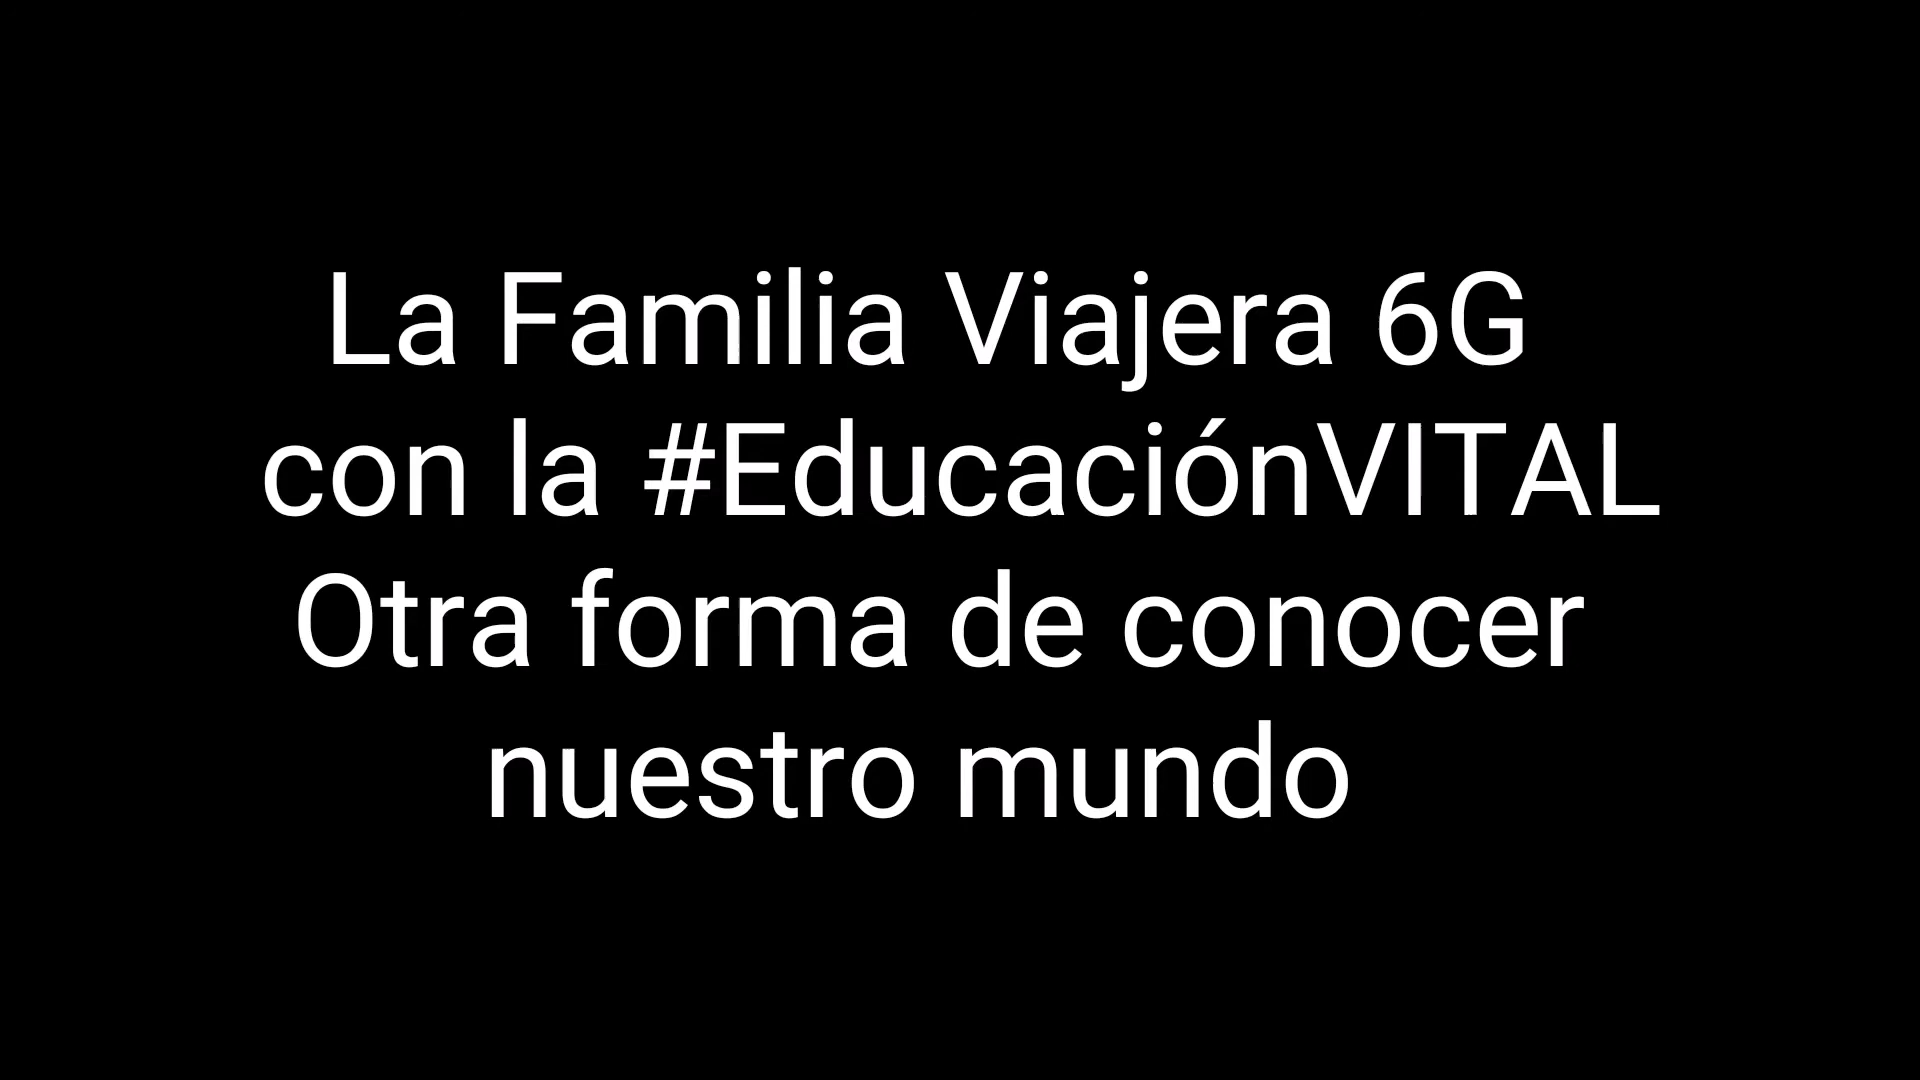 La Familia Viajera 6G
con la #EducaciónVITAL
Otra forma de conocer
nuestro mundo